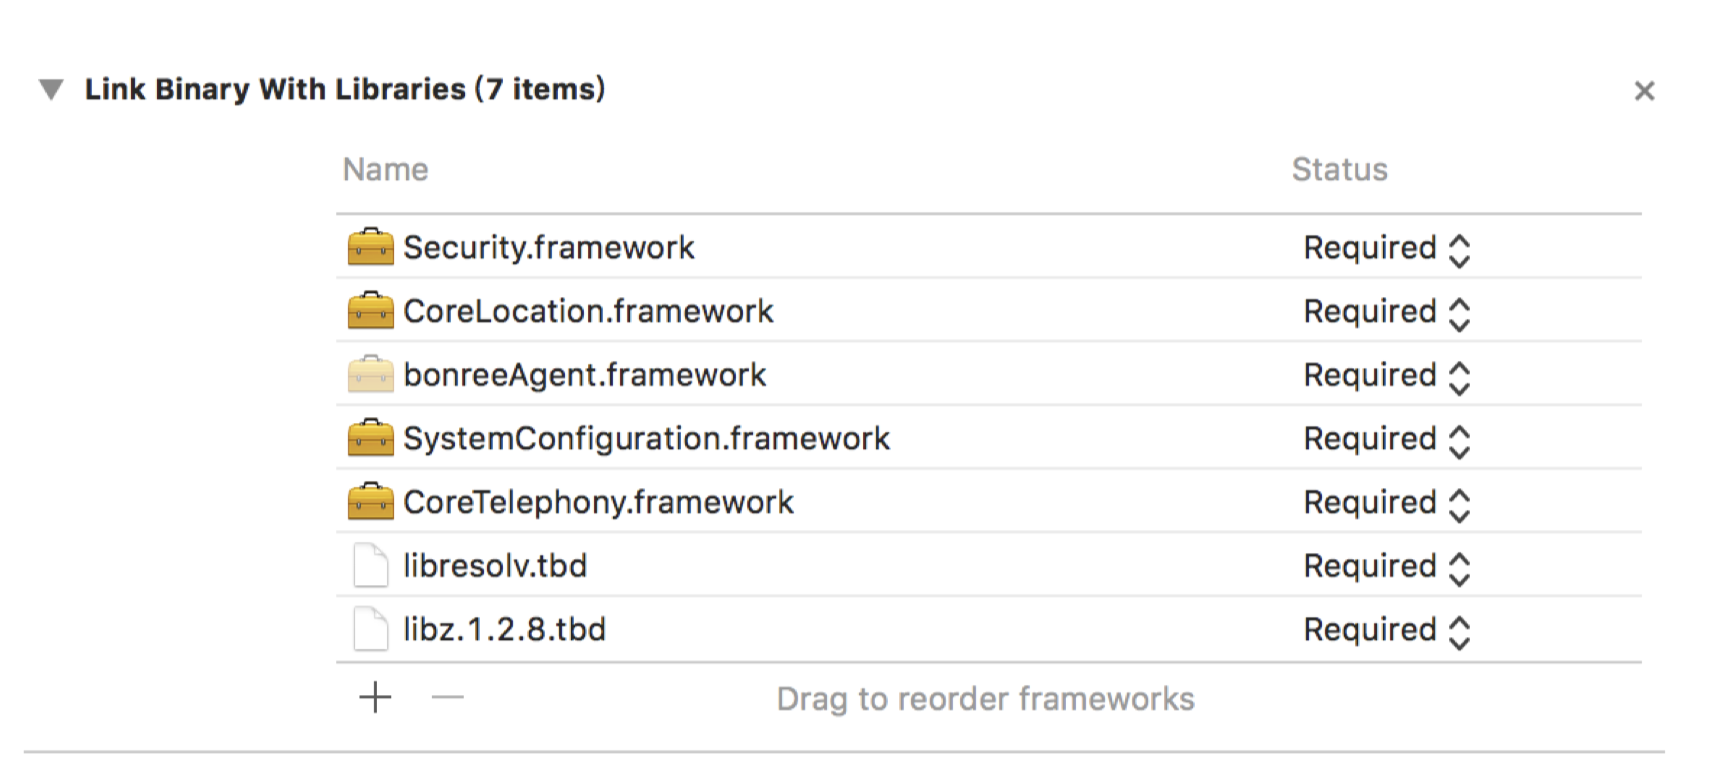 Link Binary With Libraries (7 items)
Name Status
Security.framework Required
CoreLocation.framework Required
bonreeAgent.framework Required
SystemConfiguration.framework Required
CoreTelephony.framework Required
libresolv.tbd Required
libz.1.2.8.tbd Required
Drag to reorder frameworks